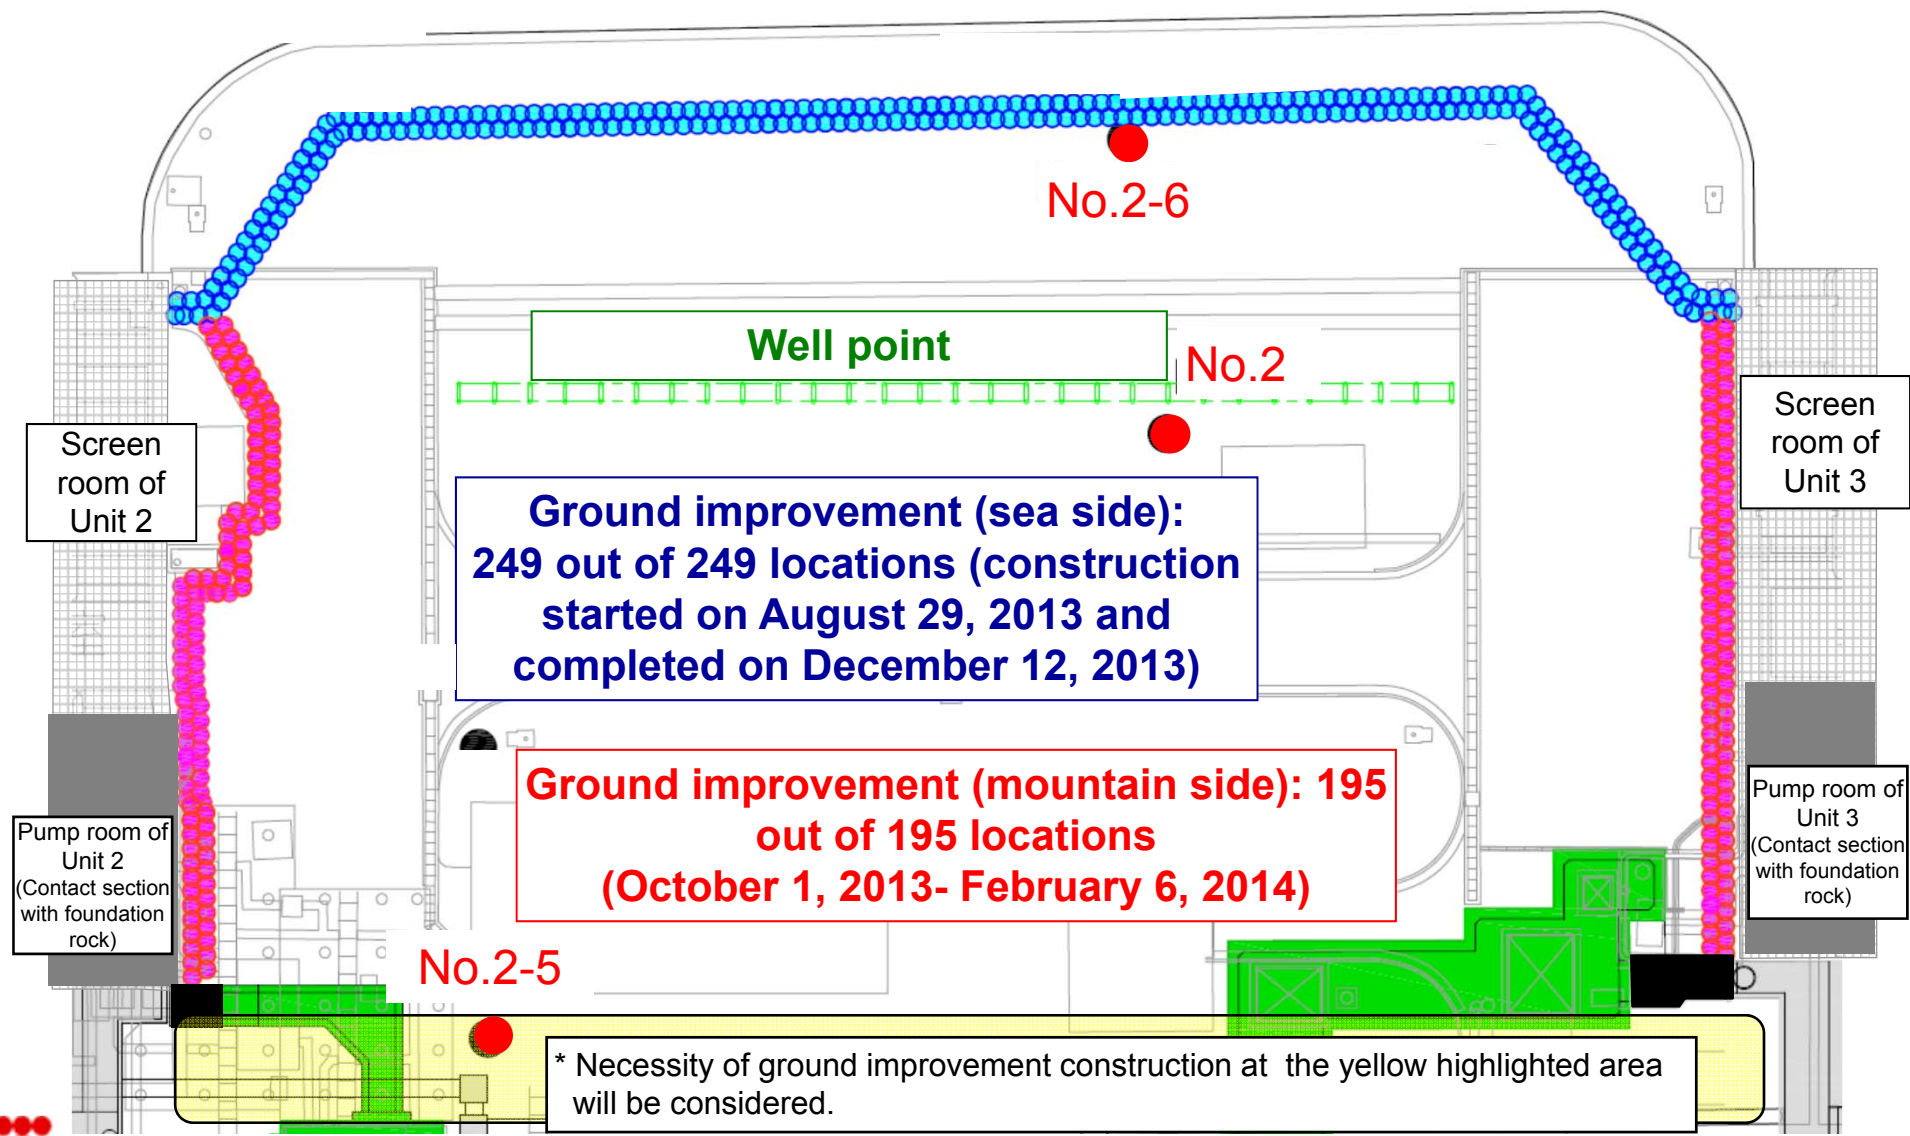 No.2-6
Well point
No.2
Screen
room of
Unit 2
Screen
room of
Unit 3
Ground improvement (sea side):
249 out of 249 locations (construction
started on August 29, 2013 and
completed on December 12, 2013)
Ground improvement (mountain side): 195
out of 195 locations
(October 1, 2013- February 6, 2014)
Pump room of
Unit 2
(Contact section
with foundation
rock)
Pump room of
Unit 3
(Contact section
with foundation
rock)
No.2-5
* Necessity of ground improvement construction at the yellow highlighted area
will be considered.